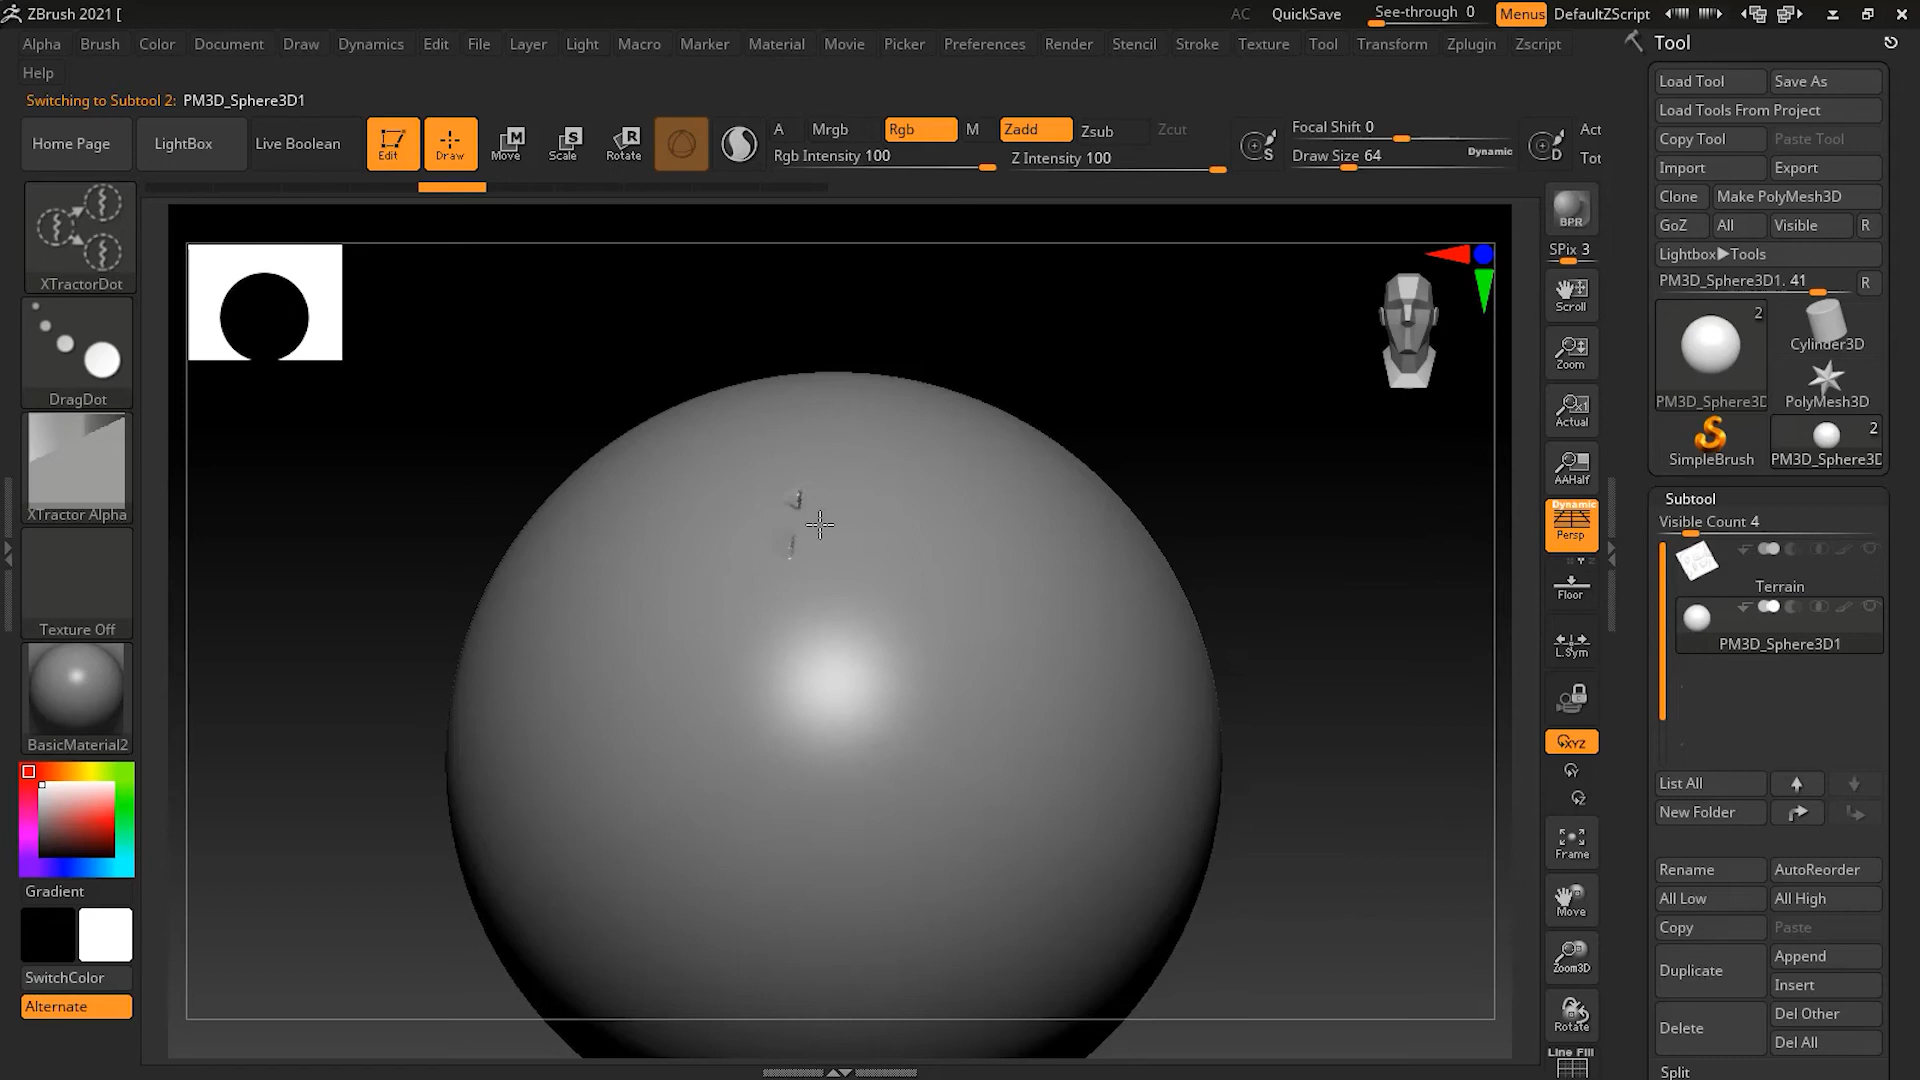 ZBrush 2021 [
AC QuickSave See-through 0 Menus DefaultZScript
Alpha Brush Color Document Draw Dynamics Edit File Layer Light Macro Marker Material Movie Picker Preferences Render Stencil Stroke Texture Tool Transform Zplugin Zscript
Help
Switching to Subtool 2: PM3D_Sphere3D1
Home Page LightBox Live Boolean Edit Draw Move Scale Rotate
A Mrgb Rgb M Zadd Zsub Zcut
Rgb Intensity 100 Z Intensity 100
Focal Shift 0
Draw Size 64 Dynamic
Act
Tot
XTractorDot
DragDot
XTractor Alpha
Texture Off
BasicMaterial2
Gradient
SwitchColor
Alternate
BPR
SPix 3
Scroll
Zoom
Actual
AAHalf
Dynamic
Persp
Floor
L.Sym
XYZ
Frame
Move
Zoom3D
Rotate
Line Fill
Tool
Load Tool Save As
Load Tools From Project
Copy Tool Paste Tool
Import Export
Clone Make PolyMesh3D
GoZ All Visible R
Lightbox▶Tools
PM3D_Sphere3D1. 41 R
2
Cylinder3D
PM3D_Sphere3D PolyMesh3D
2
SimpleBrush PM3D_Sphere3D
Subtool
Visible Count 4
Terrain
PM3D_Sphere3D1
List All
New Folder
Rename AutoReorder
All Low All High
Copy Paste
Duplicate Append
Insert
Delete Del Other
Del All
Split